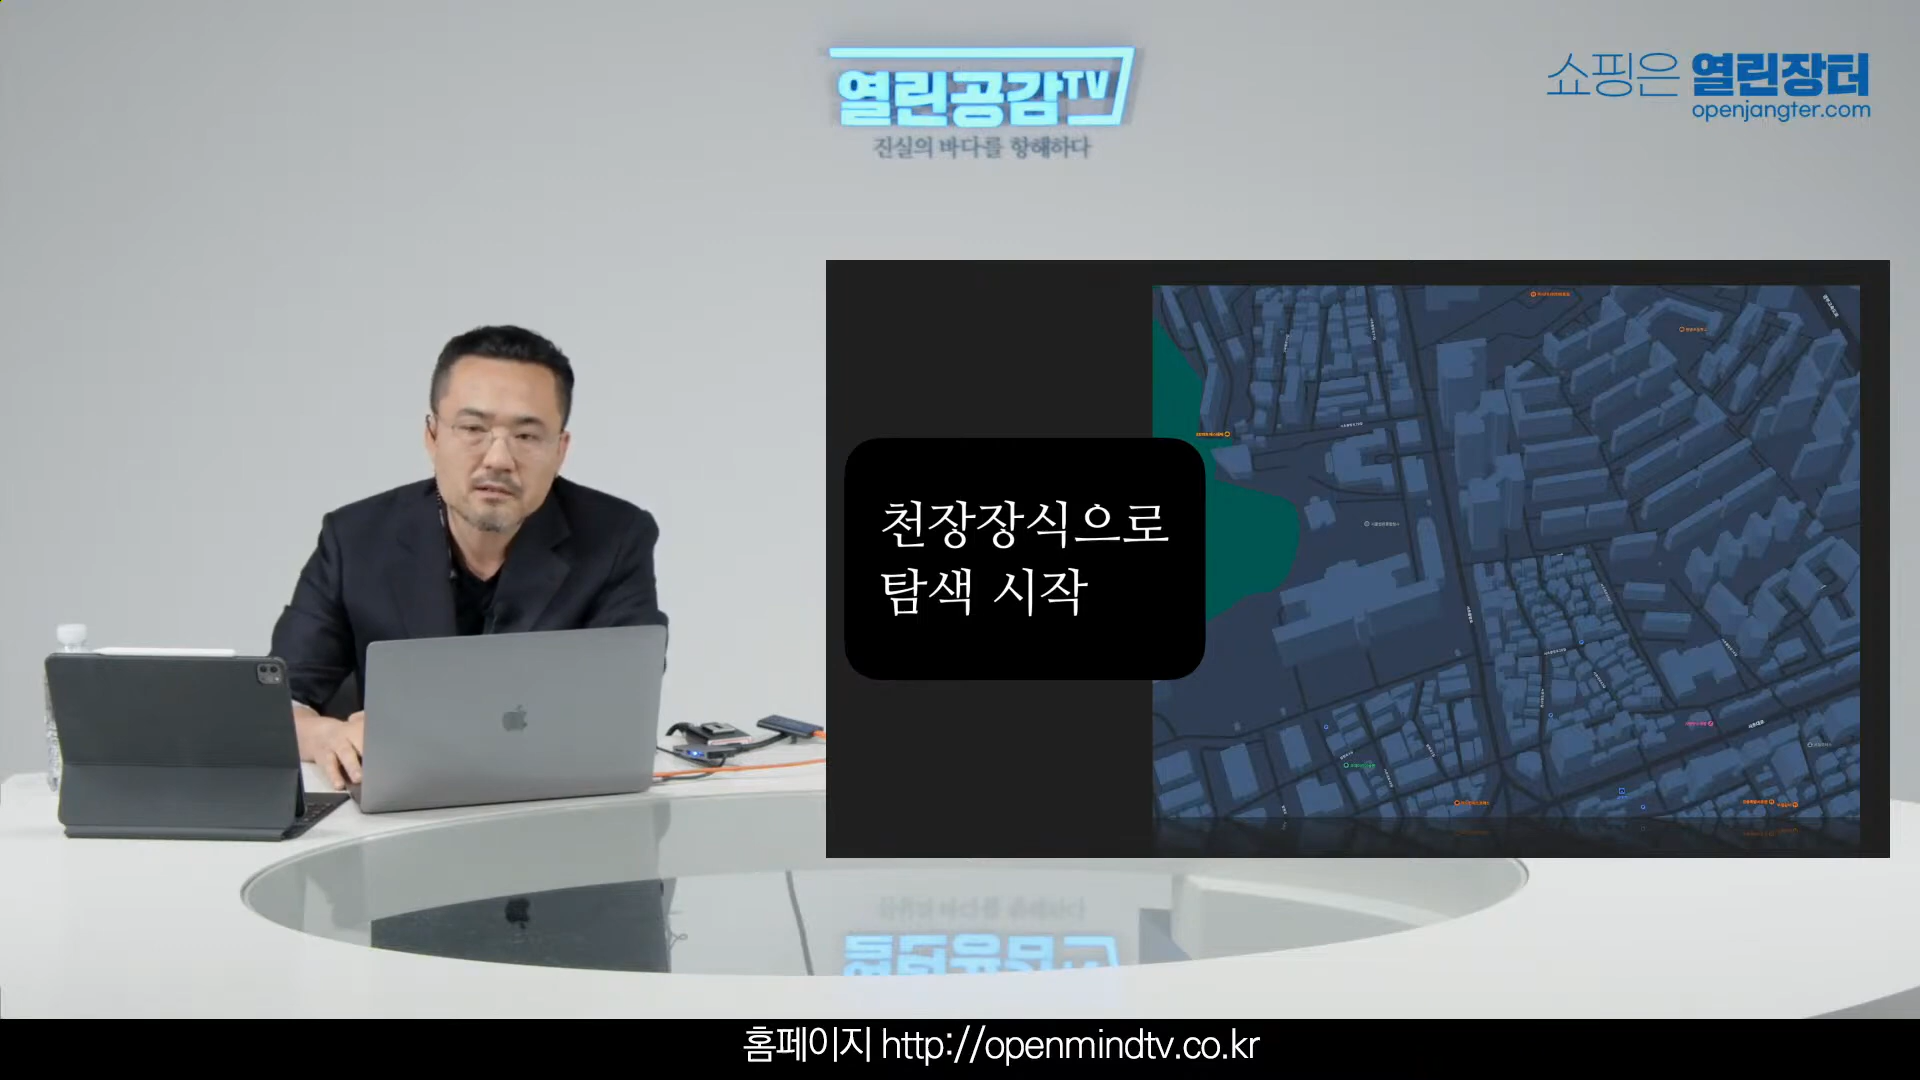 열린공감TV
진실의 바다를 항해하다
쇼핑은 열린장터
openjangter.com
천장장식으로
탐색 시작
홈페이지 http://openmindtv.co.kr